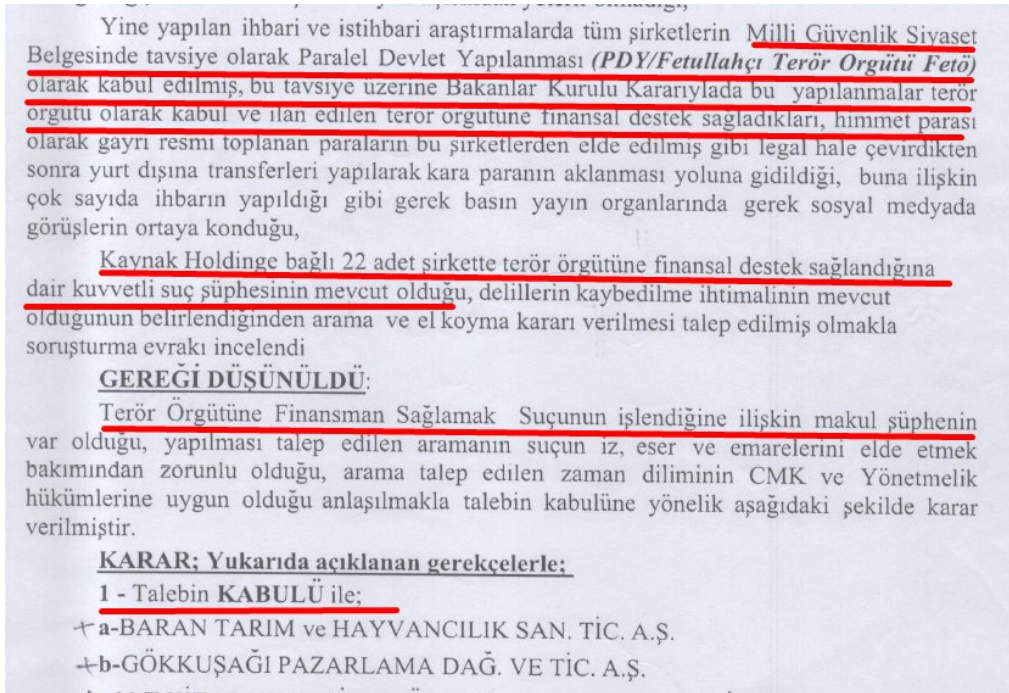 Yine yapılan ihbari ve istihbari araştırmalarda tüm şirketlerin Milli Güvenlik Siyaset
Belgesinde tavsiye olarak Paralel Devlet Yapılanması (PDY/Fetullahçı Terör Örgütü Fetö)
olarak kabul edilmiş, bu tavsiye üzerine Bakanlar Kurulu Kararıylada bu yapılanmalar terör
örgütü olarak kabul ve ilan edilen terör örgütüne finansal destek sağladıkları, himmet parası
olarak gayri resmi toplanan paraların bu şirketlerden elde edilmiş gibi legal hale çevirdikten
sonra yurt dışına transferleri yapılarak kara paranın aklanması yoluna gidildiği, buna ilişkin
çok sayıda ihbarın yapıldığı gibi gerek basın yayın organlarında gerek sosyal medyada
görüşlerin ortaya konduğu,
Kaynak Holdinge bağlı 22 adet şirkette terör örgütüne finansal destek sağlandığına
dair kuvvetli suç şüphesinin mevcut olduğu, delillerin kaybedilme ihtimalinin mevcut
olduğunun belirlendiğinden arama ve el koyma kararı verilmesi talep edilmiş olmakla
soruşturma evrakı incelendi
GEREĞİ DÜŞÜNÜLDÜ:
Terör Örgütüne Finansman Sağlamak Suçunun işlendiğine ilişkin makul şüphenin
var olduğu, yapılması talep edilen aramanın suçun iz, eser ve emarelerini elde etmek
bakımından zorunlu olduğu, arama talep edilen zaman diliminin CMK ve Yönetmelik
hükümlerine uygun olduğu anlaşılmakla talebin kabulüne yönelik aşağıdaki şekilde karar
verilmiştir.
KARAR; Yukarıda açıklanan gerekçelerle;
1 - Talebin KABULÜ ile;
a-BARAN TARIM ve HAYVANCILIK SAN. TİC. A.Ş.
b-GÖKKUŞAĞI PAZARLAMA DAĞ. VE TİC. A.Ş.